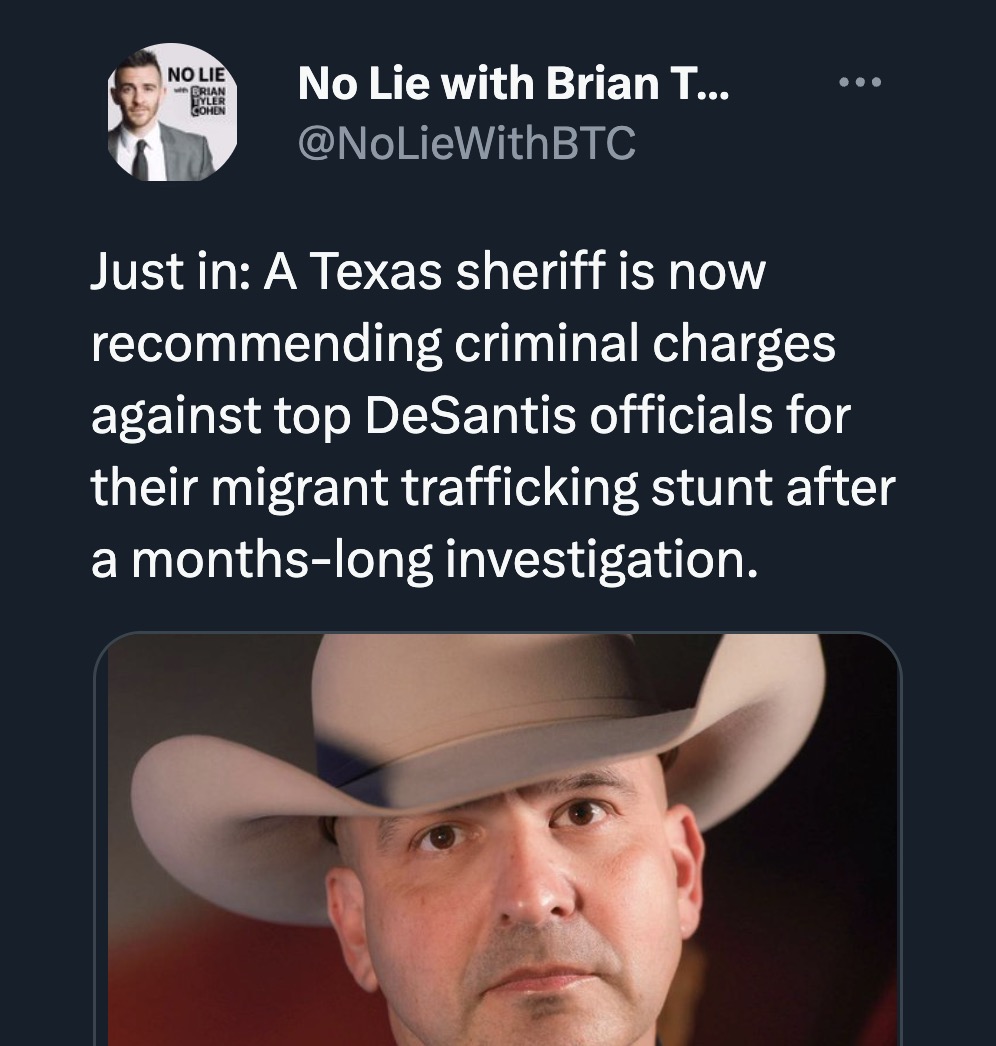 NO LIE
with BRIAN
TYLER
COHEN
No Lie with Brian T...
@NoLieWithBTC
Just in: A Texas sheriff is now
recommending criminal charges
against top DeSantis officials for
their migrant trafficking stunt after
a months-long investigation.